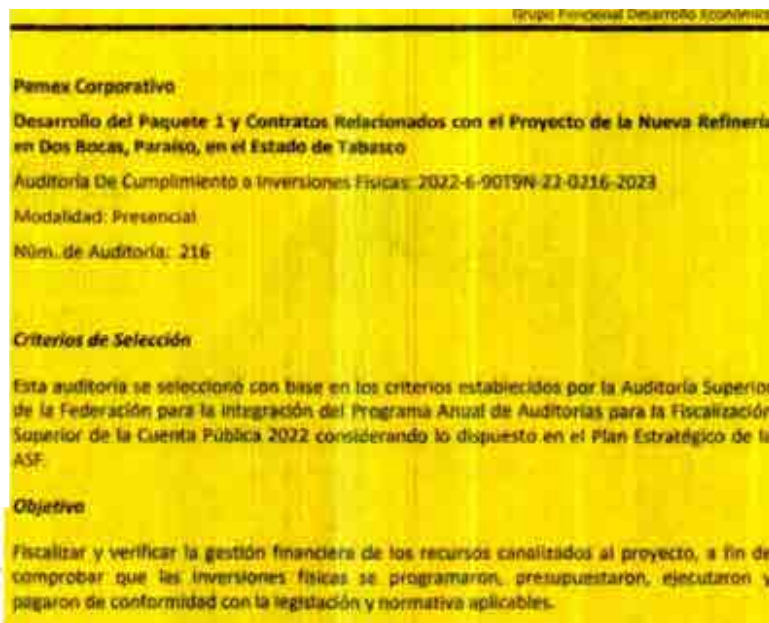 Grupo Funcional Desarrollo Económico
Pemex Corporativo
Desarrollo del Paquete 1 y Contratos Relacionados con el Proyecto de la Nueva Refinería
en Dos Bocas, Paraíso, en el Estado de Tabasco
Auditoría De Cumplimiento a Inversiones Físicas: 2022-6-90T9N-22-0216-2023
Modalidad: Presencial
Núm. de Auditoría: 216
Criterios de Selección
Esta auditoría se seleccionó con base en los criterios establecidos por la Auditoría Superior
de la Federación para la integración del Programa Anual de Auditorías para la Fiscalización
Superior de la Cuenta Pública 2022 considerando lo dispuesto en el Plan Estratégico de la
ASF.
Objetivo
Fiscalizar y verificar la gestión financiera de los recursos canalizados al proyecto, a fin de
comprobar que las inversiones físicas se programaron, presupuestaron, ejecutaron y
pagaron de conformidad con la legislación y normativa aplicables.